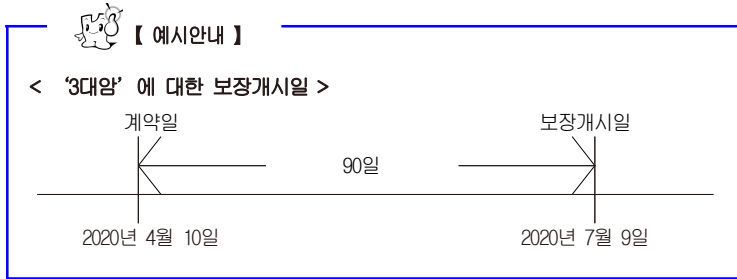 【 예시안내 】
< ‘3대암’ 에 대한 보장개시일 >
계약일 보장개시일
90일
2020년 4월 10일 2020년 7월 9일